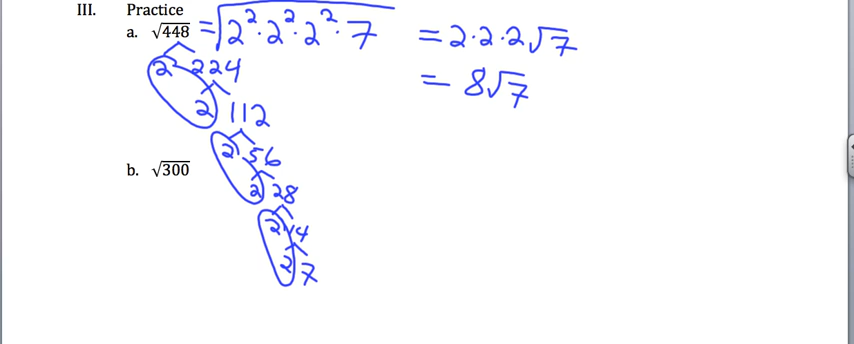 III. Practice
a. √448 = √2²·2²·2²·7 = 2·2·2√7
= 8√7
2 224
2 112
2 56
b. √300
2 28
2 14
2 7